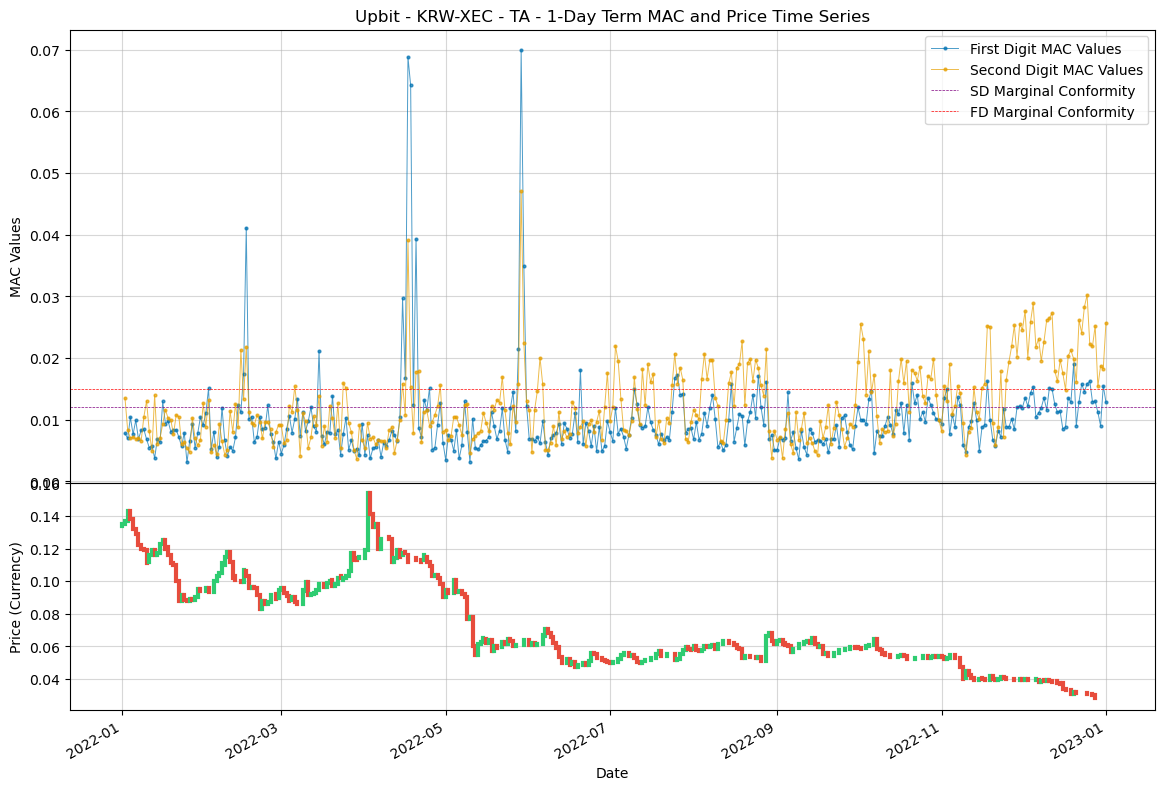 Upbit - KRW-XEC - TA - 1-Day Term MAC and Price Time Series
First Digit MAC Values
Second Digit MAC Values
SD Marginal Conformity
FD Marginal Conformity
MAC Values
0.07
0.06
0.05
0.04
0.03
0.02
0.01
0.00
Price (Currency)
0.16
0.14
0.12
0.10
0.08
0.06
0.04
2022-01
2022-03
2022-05
2022-07
2022-09
2022-11
2023-01
Date